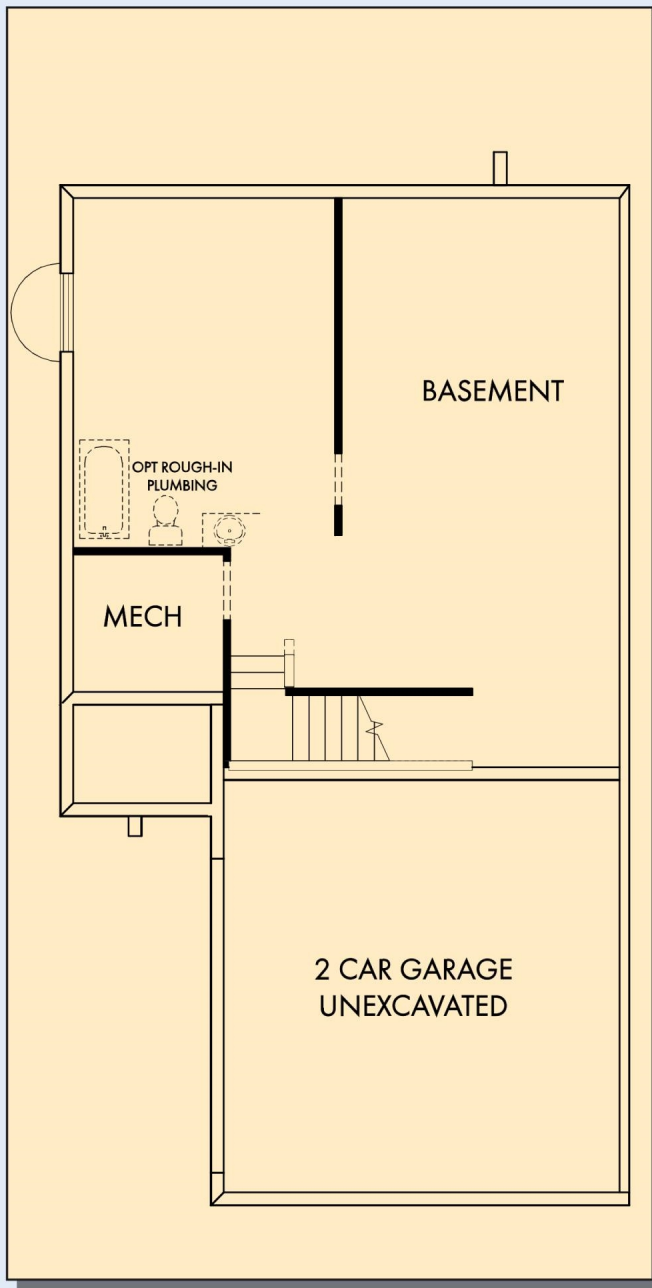 BASEMENT
OPT ROUGH-IN
PLUMBING
MECH
2 CAR GARAGE
UNEXCAVATED